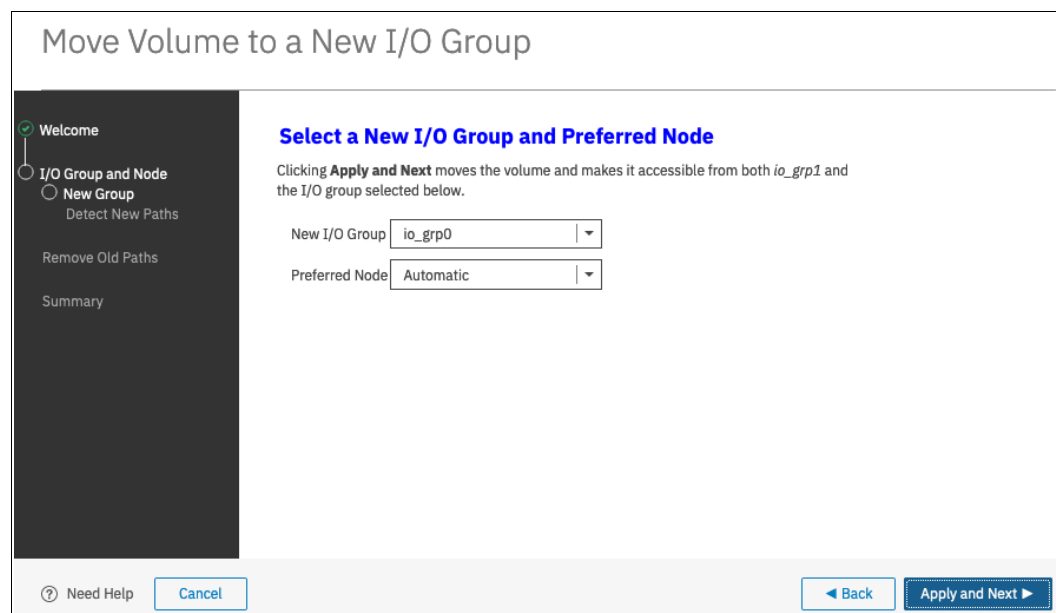 Move Volume to a New I/O Group
Welcome
I/O Group and Node
New Group
Detect New Paths
Remove Old Paths
Summary
Select a New I/O Group and Preferred Node
Clicking Apply and Next moves the volume and makes it accessible from both io_grp1 and
the I/O group selected below.
New I/O Group io_grp0
Preferred Node Automatic
Need Help Cancel Back Apply and Next